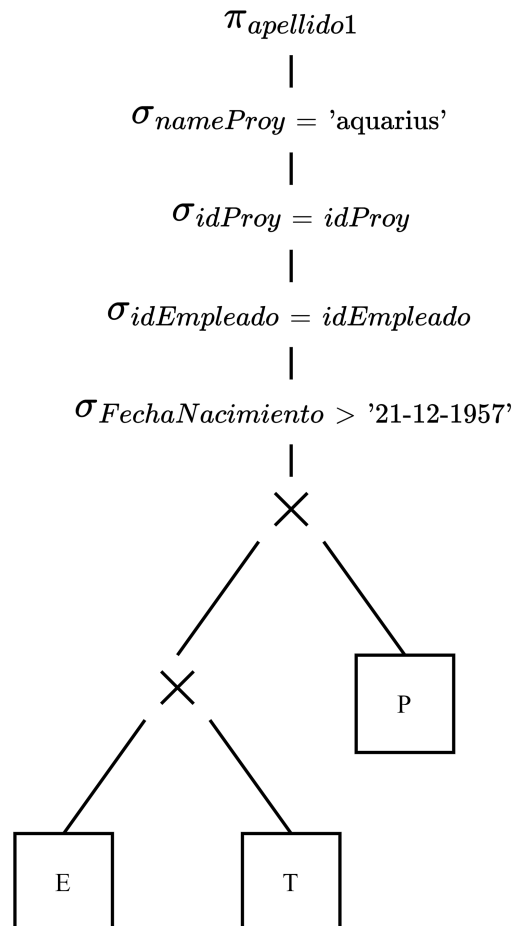 π apellido1
σ nameProy = ’aquarius’
σ idProy = idProy
σ idEmpleado = idEmpleado
σ FechaNacimiento > ’21-12-1957’
×
P
×
E T